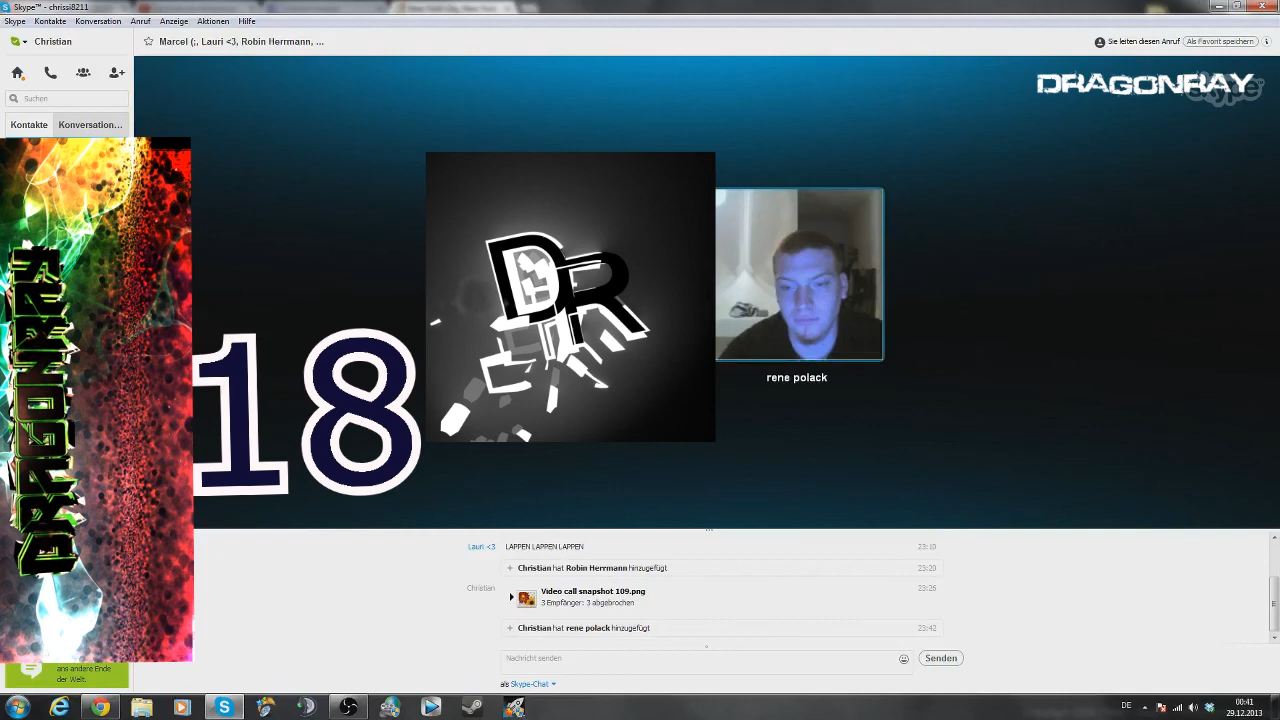 Skype™ - chrissi8211
Skype Kontakte Konversation Anruf Anzeige Aktionen Hilfe
Christian
Marcel (;, Lauri <3, Robin Herrmann, ...
Sie leiten diesen Anruf
Als Favorit speichern
DRAGONRAY
skype
Suchen
Kontakte
Konversation...
DRAGONRAY
DR
18
rene polack
Lauri <3 LAPPEN LAPPEN LAPPEN 23:10
Christian hat Robin Herrmann hinzugefügt 23:20
Christian Video call snapshot 109.png 23:26
3 Empfänger: 3 abgebrochen
Christian hat rene polack hinzugefügt 23:42
Nachricht senden
Senden
ans andere Ende
der Welt.
als Skype-Chat
DE
00:41
29.12.2013